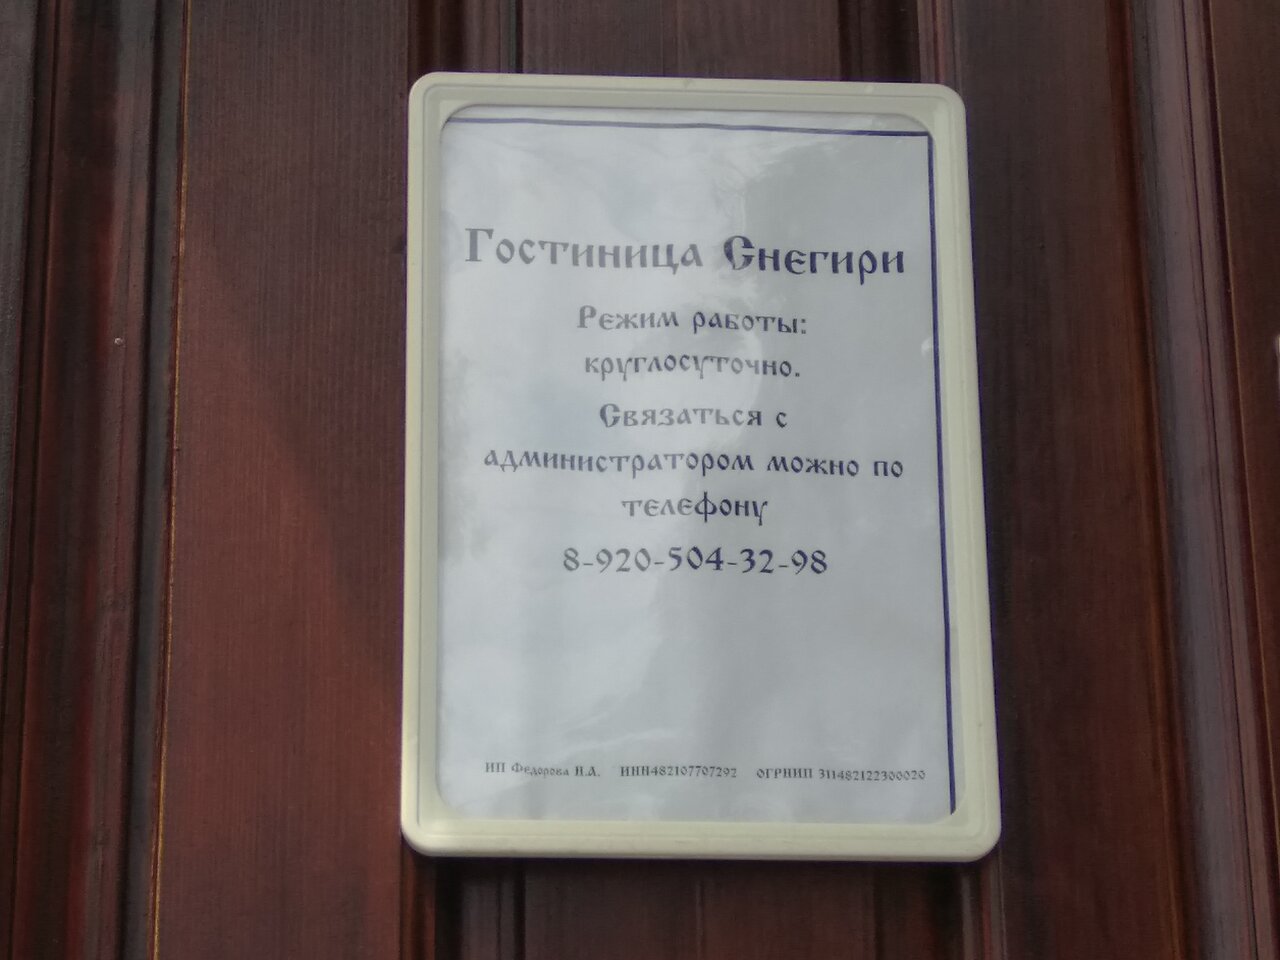 Гостиница Снегири
Режим работы:
круглосуточно.
Связаться с
администратором можно по
телефону
8-920-504-32-98
ИП Федорова Н.А. ИНН482107707292 ОГРНИП 311482122300020